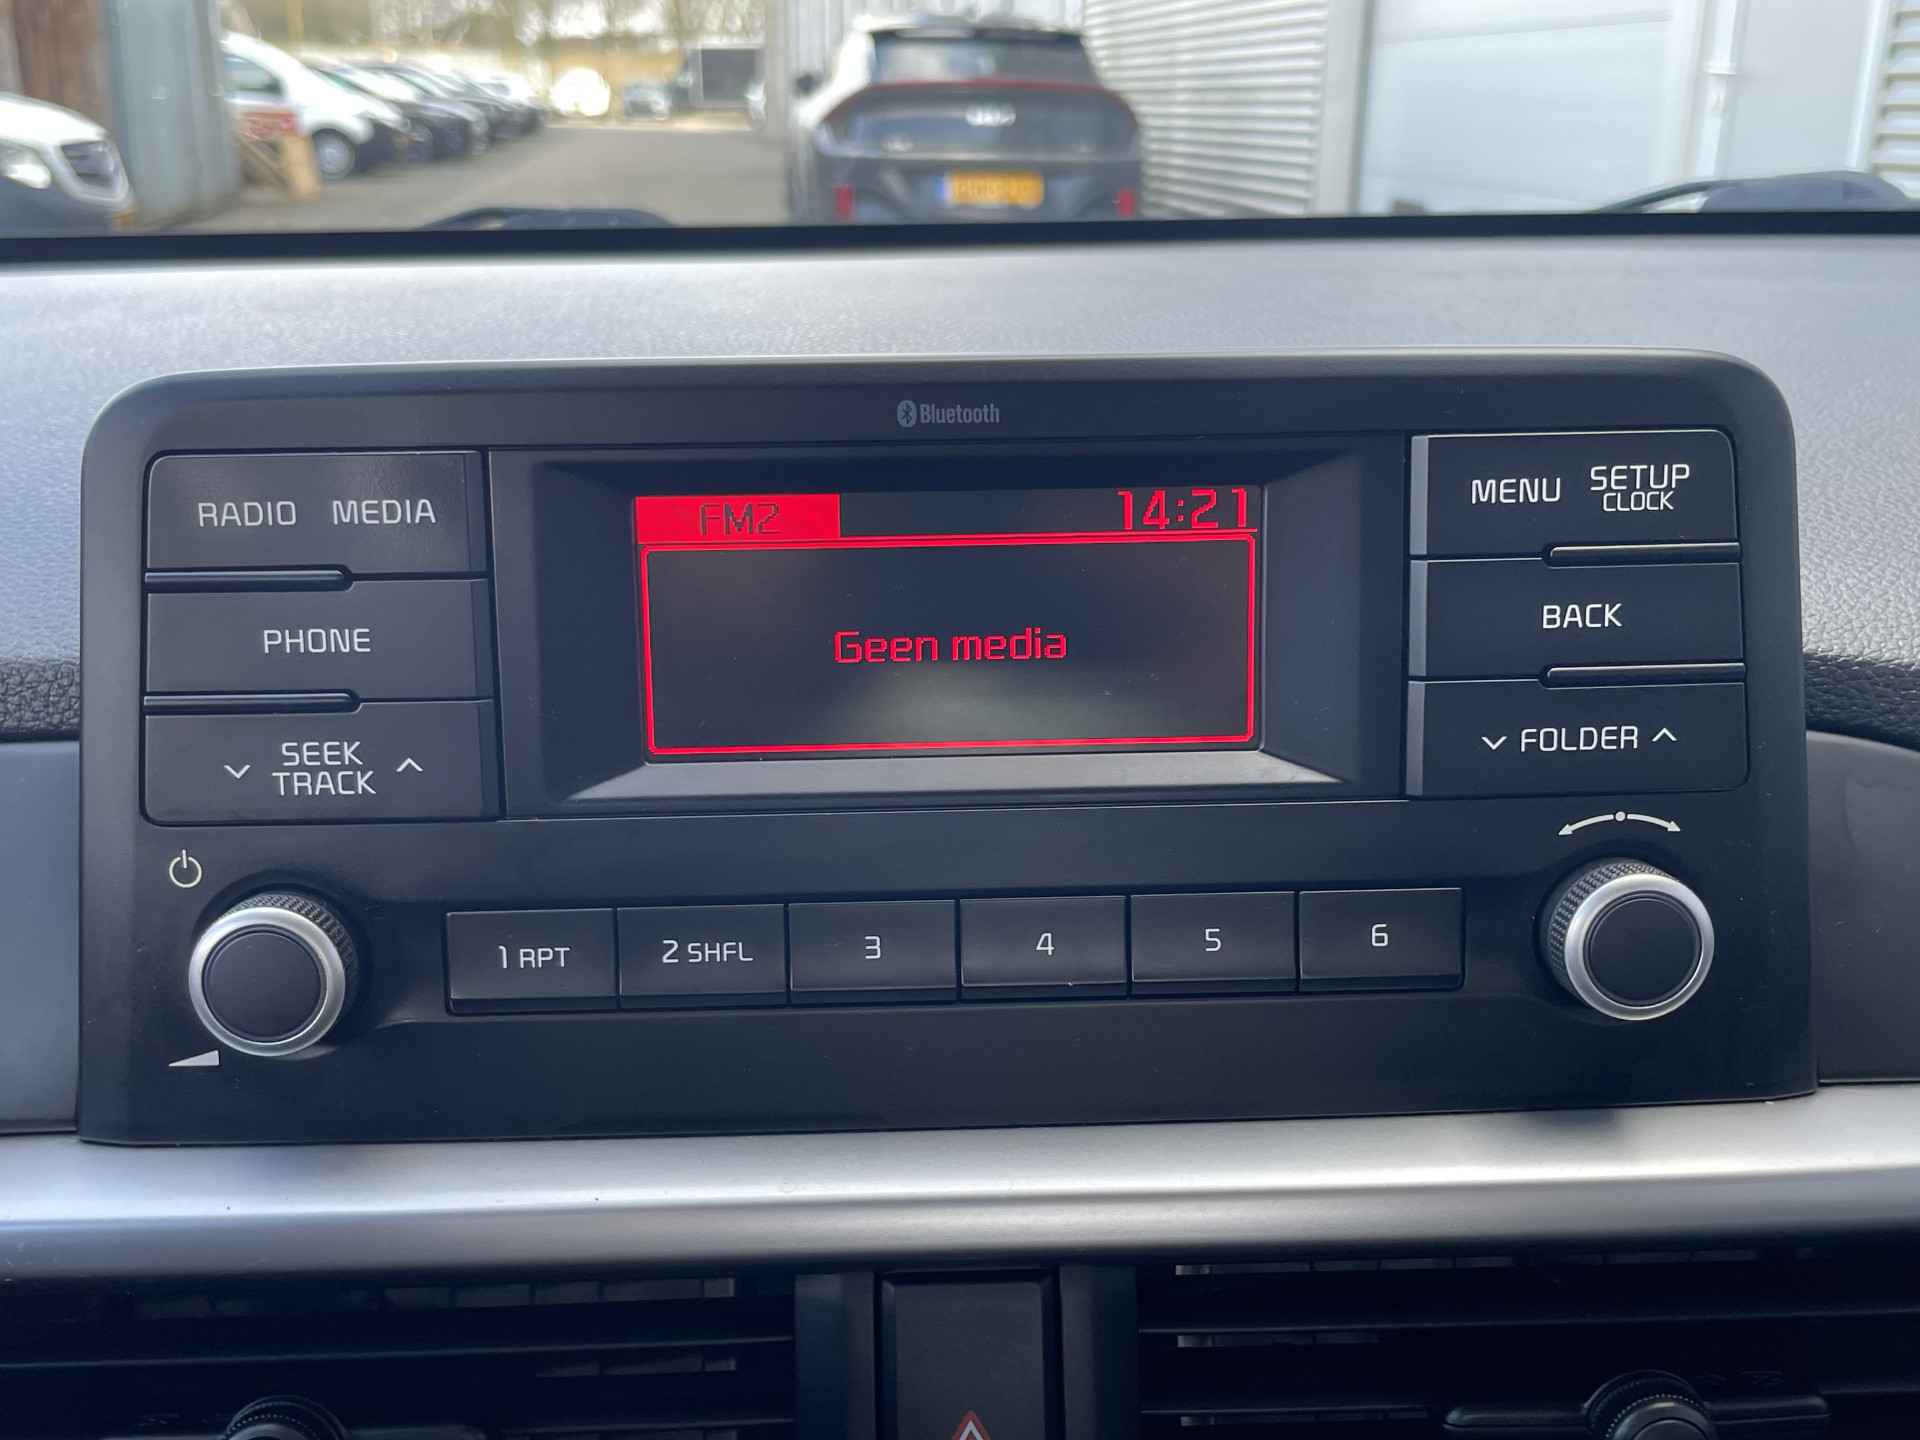 Bluetooth
RADIO MEDIA
PHONE
SEEK
TRACK
FM2 14:21
Geen media
MENU SETUP
CLOCK
BACK
FOLDER
1 RPT 2 SHFL 3 4 5 6